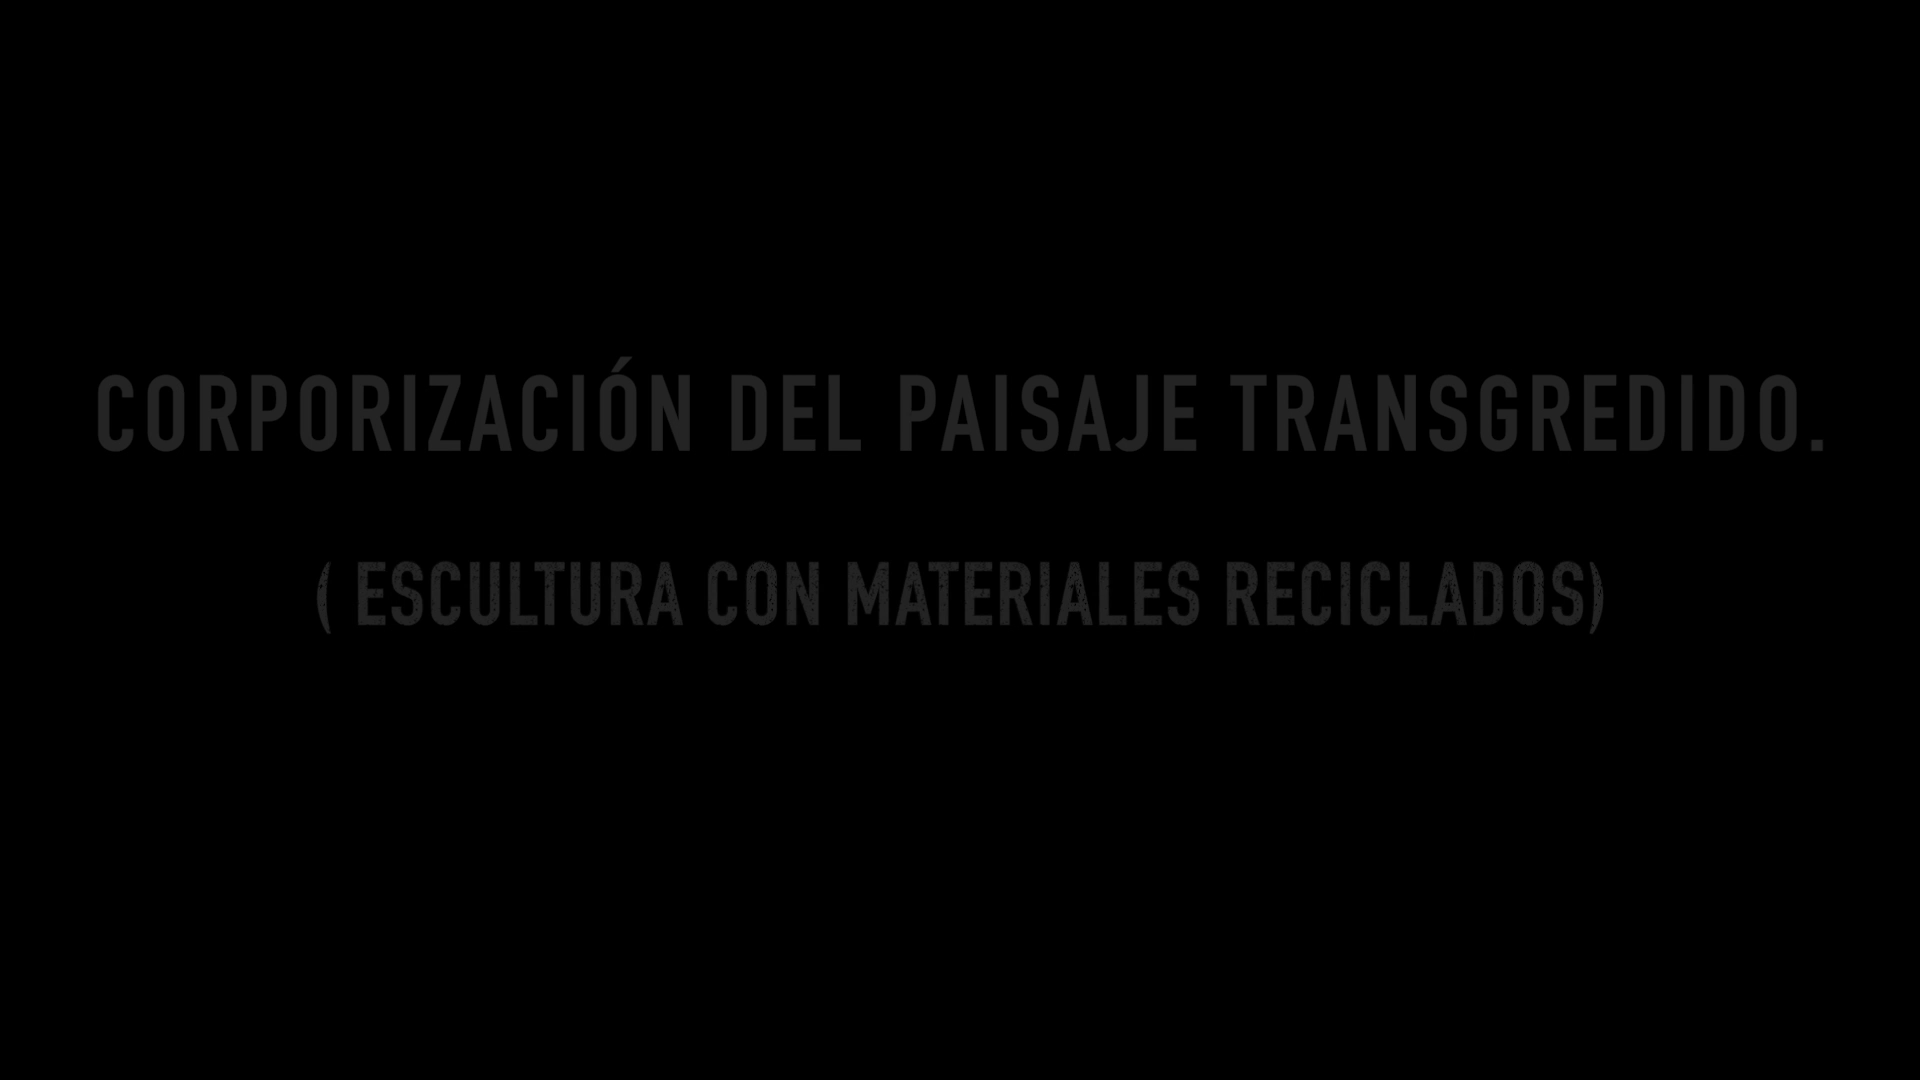 CORPORIZACIÓN DEL PAISAJE TRANSGREDIDO.
( ESCULTURA CON MATERIALES RECICLADOS)